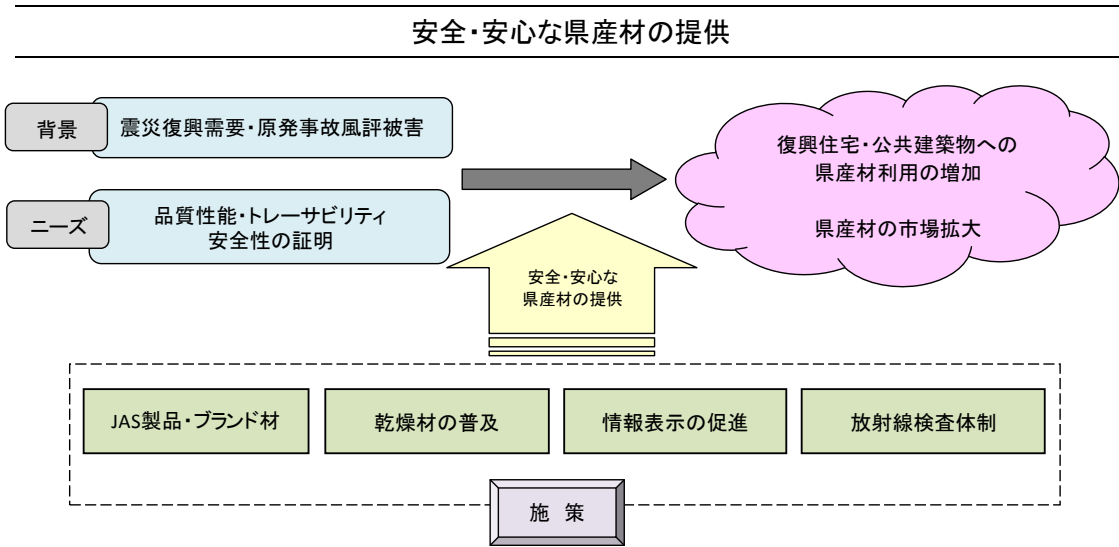 安全・安心な県産材の提供
背景
震災復興需要・原発事故風評被害
ニーズ
品質性能・トレーサビリティ
安全性の証明
復興住宅・公共建築物への
県産材利用の増加
県産材の市場拡大
安全・安心な
県産材の提供
JAS製品・ブランド材
乾燥材の普及
情報表示の促進
放射線検査体制
施 策